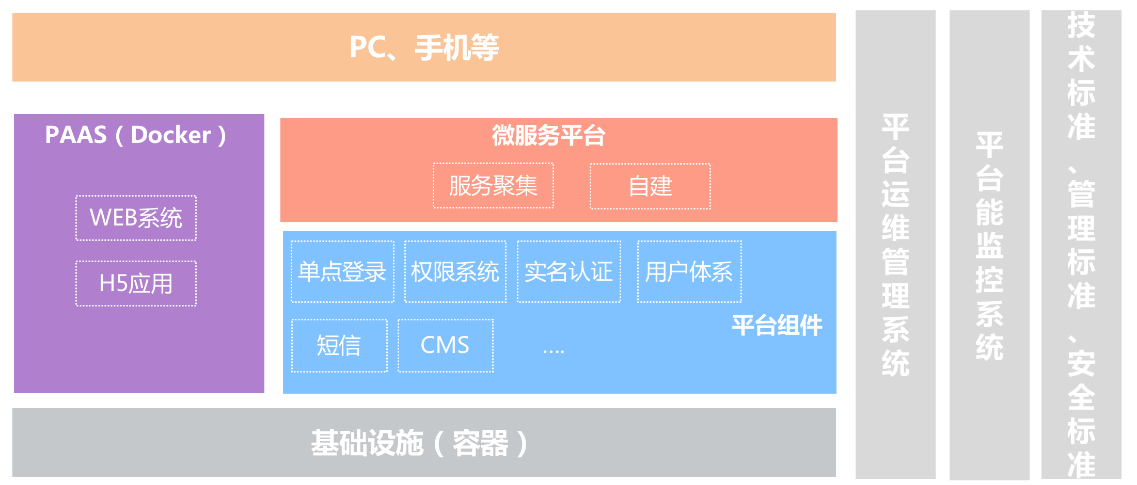 PC、手机等
PAAS（Docker）
WEB系统
H5应用
微服务平台
服务聚集
自建
单点登录
权限系统
实名认证
用户体系
平台组件
短信
CMS
....
基础设施（容器）
平台运维管理系统
平台能监控系统
技术标准、管理标准、安全标准